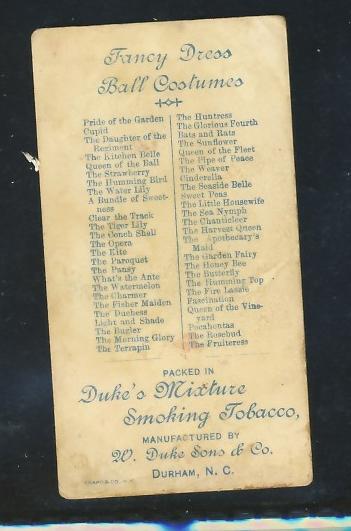 Fancy Dress
Ball Costumes
Pride of the Garden
Cupid
The Daughter of the
Regiment
The Kitchen Belle
Queen of the Ball
The Strawberry
The Humming Bird
The Water Lily
A Bundle of Sweet-
ness
Clear the Track
The Tiger Lily
The Conch Shell
The Opera
The Kite
The Paroquet
The Pansy
What's the Ante
The Watermelon
The Charmer
The Fisher Maiden
The Duchess
Light and Shade
The Bugler
The Morning Glory
The Terrapin
The Huntress
The Glorious Fourth
Bats and Rats
The Sunflower
Queen of the Fleet
The Pipe of Peace
The Weaver
Cinderella
The Seaside Belle
Sweet Peas
The Little Housewife
The Sea Nymph
The Chanticleer
The Harvest Queen
The Apothecary's
Maid
The Garden Fairy
The Honey Bee
The Butterfly
The Humming Top
The Fire Lassie
Fascination
Queen of the Vine-
yard
Pocahontas
The Rosebud
The Fruiteress
PACKED IN
Duke's Mixture
Smoking Tobacco,
MANUFACTURED BY
W. Duke Sons & Co.
DURHAM, N. C.